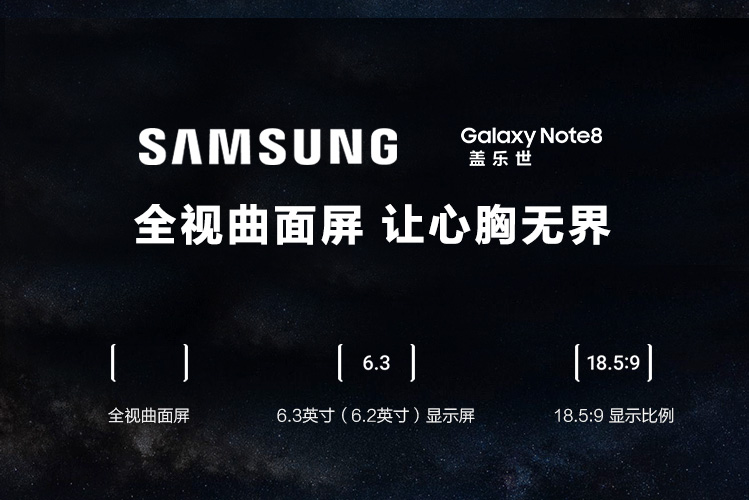 SAMSUNG
Galaxy Note8
盖乐世
全视曲面屏 让心胸无界
6.3
18.5:9
全视曲面屏
6.3英寸（6.2英寸）显示屏
18.5:9 显示比例